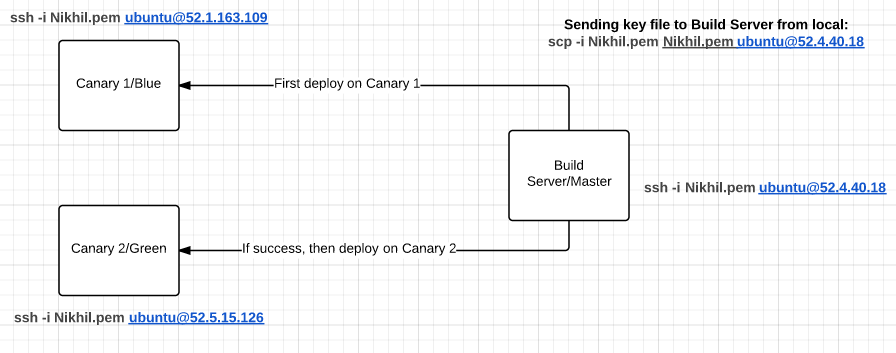 ssh -i Nikhil.pem ubuntu@52.1.163.109
Sending key file to Build Server from local:
scp -i Nikhil.pem Nikhil.pem ubuntu@52.4.40.18
Canary 1/Blue
First deploy on Canary 1
Build
Server/Master
ssh -i Nikhil.pem ubuntu@52.4.40.18
Canary 2/Green
If success, then deploy on Canary 2
ssh -i Nikhil.pem ubuntu@52.5.15.126